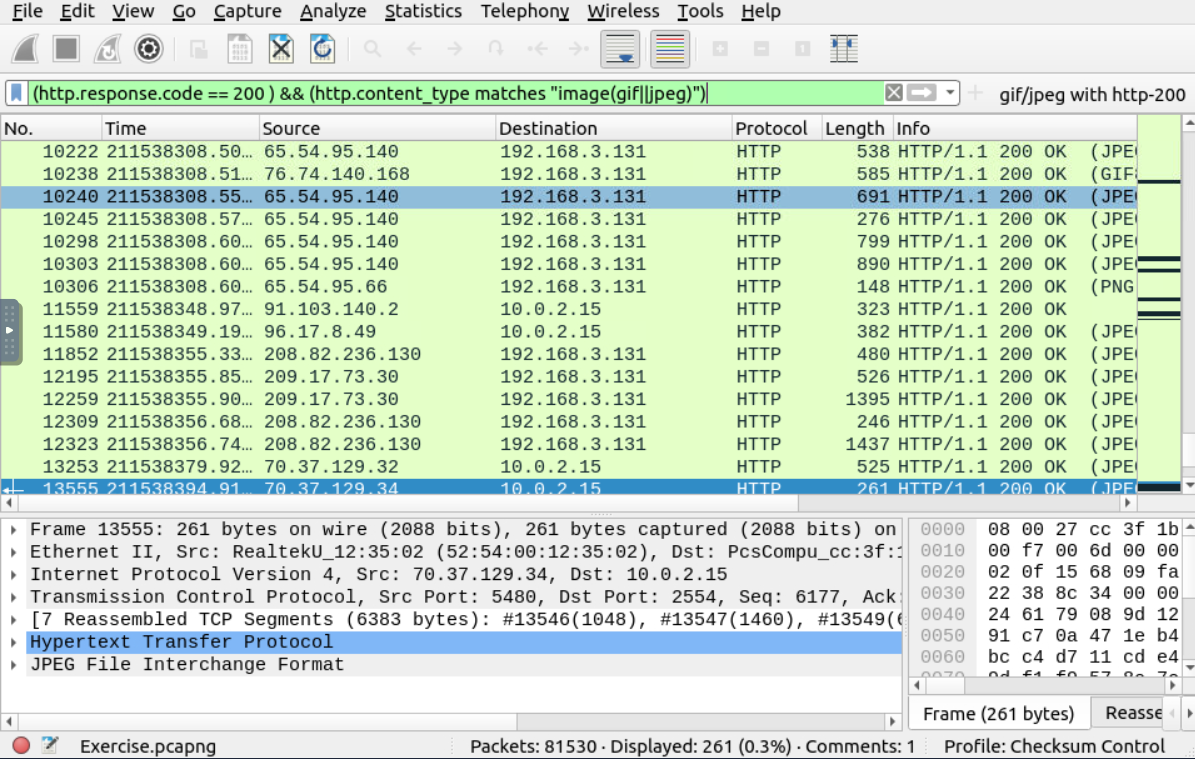 File Edit View Go Capture Analyze Statistics Telephony Wireless Tools Help
(http.response.code == 200 ) && (http.content_type matches "image(gif||jpeg)") gif/jpeg with http-200
No. Time Source Destination Protocol Length Info
10222 211538308.50… 65.54.95.140 192.168.3.131 HTTP 538 HTTP/1.1 200 OK (JPE
10238 211538308.51… 76.74.140.168 192.168.3.131 HTTP 585 HTTP/1.1 200 OK (GIF
10240 211538308.55… 65.54.95.140 192.168.3.131 HTTP 691 HTTP/1.1 200 OK (JPE
10245 211538308.57… 65.54.95.140 192.168.3.131 HTTP 276 HTTP/1.1 200 OK (JPE
10298 211538308.60… 65.54.95.140 192.168.3.131 HTTP 799 HTTP/1.1 200 OK (JPE
10303 211538308.60… 65.54.95.140 192.168.3.131 HTTP 890 HTTP/1.1 200 OK (JPE
10306 211538308.60… 65.54.95.66 192.168.3.131 HTTP 148 HTTP/1.1 200 OK (PNG
11559 211538348.97… 91.103.140.2 10.0.2.15 HTTP 323 HTTP/1.1 200 OK
11580 211538349.19… 96.17.8.49 10.0.2.15 HTTP 382 HTTP/1.1 200 OK (JPE
11852 211538355.33… 208.82.236.130 192.168.3.131 HTTP 480 HTTP/1.1 200 OK (JPE
12195 211538355.85… 209.17.73.30 192.168.3.131 HTTP 526 HTTP/1.1 200 OK (JPE
12259 211538355.90… 209.17.73.30 192.168.3.131 HTTP 1395 HTTP/1.1 200 OK (JPE
12309 211538356.68… 208.82.236.130 192.168.3.131 HTTP 246 HTTP/1.1 200 OK (JPE
12323 211538356.74… 208.82.236.130 192.168.3.131 HTTP 1437 HTTP/1.1 200 OK (JPE
13253 211538379.92… 70.37.129.32 10.0.2.15 HTTP 525 HTTP/1.1 200 OK (JPE
13555 211538394.91… 70.37.129.34 10.0.2.15 HTTP 261 HTTP/1.1 200 OK (JPE
Frame 13555: 261 bytes on wire (2088 bits), 261 bytes captured (2088 bits) on
Ethernet II, Src: RealtekU_12:35:02 (52:54:00:12:35:02), Dst: PcsCompu_cc:3f:1
Internet Protocol Version 4, Src: 70.37.129.34, Dst: 10.0.2.15
Transmission Control Protocol, Src Port: 5480, Dst Port: 2554, Seq: 6177, Ack:
[7 Reassembled TCP Segments (6383 bytes): #13546(1048), #13547(1460), #13549(6
Hypertext Transfer Protocol
JPEG File Interchange Format
0000 08 00 27 cc 3f 1b
0010 00 f7 00 6d 00 00
0020 02 0f 15 68 09 fa
0030 22 38 8c 34 00 00
0040 24 61 79 08 9d 12
0050 91 c7 0a 47 1e b4
0060 bc c4 d7 11 cd e4
Frame (261 bytes) Reasse
Exercise.pcapng Packets: 81530 · Displayed: 261 (0.3%) · Comments: 1 Profile: Checksum Control